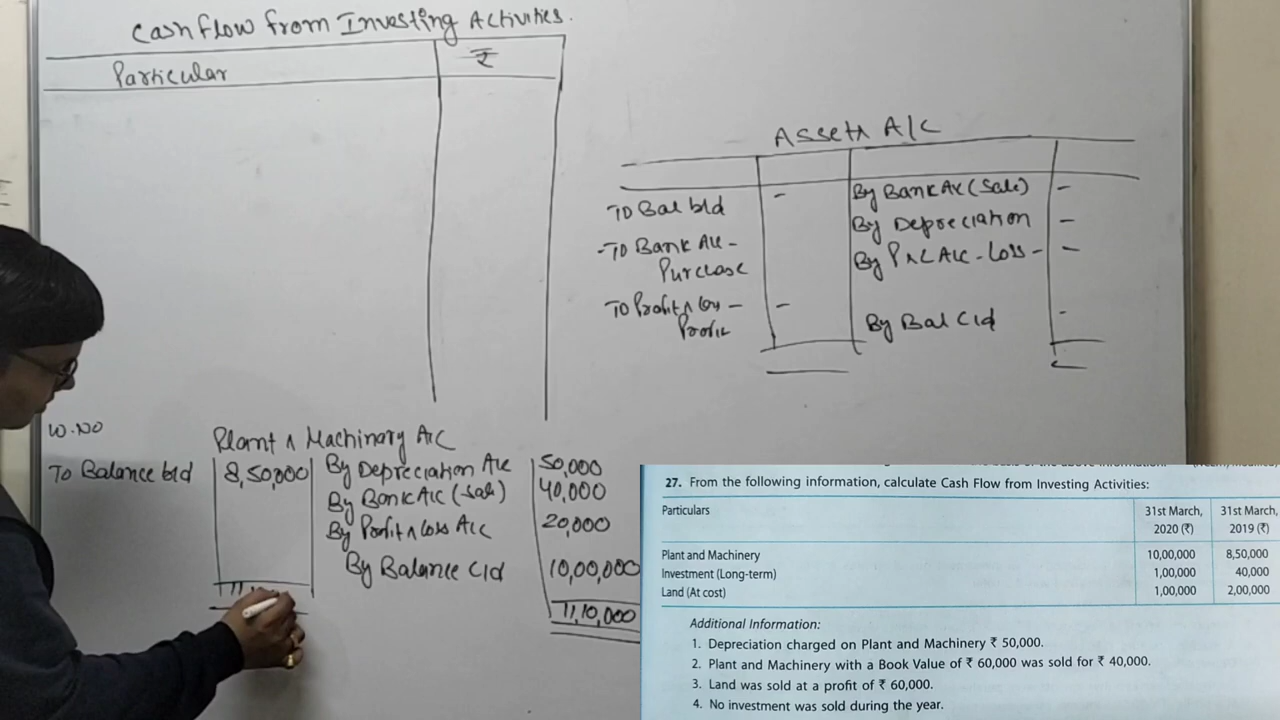 Cash flow from Investing Activities.
Particular ₹
Assets A/C
To Bal b/d - By Bank A/c (Sale) -
By Depreciation -
- To Bank A/c -
Purchase
By P & L A/c - Loss - -
To Profit & Loss - -
Profit
By Bal C/d -
W.NO
Plant & Machinary A/C
To Balance b/d 8,50,000 By Depreciation A/c 50,000
By Bank A/C (Sale) 40,000
By Profit & Loss A/C 20,000
By Balance C/d 10,00,000
11,10,000
27. From the following information, calculate Cash Flow from Investing Activities:
Particulars 31st March, 2020 (₹) 31st March, 2019 (₹)
Plant and Machinery 10,00,000 8,50,000
Investment (Long-term) 1,00,000 40,000
Land (At cost) 1,00,000 2,00,000
Additional Information:
1. Depreciation charged on Plant and Machinery ₹ 50,000.
2. Plant and Machinery with a Book Value of ₹ 60,000 was sold for ₹ 40,000.
3. Land was sold at a profit of ₹ 60,000.
4. No investment was sold during the year.